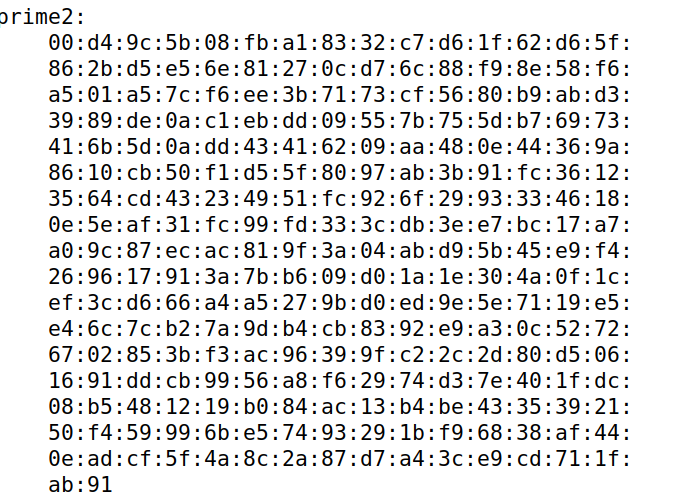 prime2:
00:d4:9c:5b:08:fb:a1:83:32:c7:d6:1f:62:d6:5f:
86:2b:d5:e5:6e:81:27:0c:d7:6c:88:f9:8e:58:f6:
a5:01:a5:7c:f6:ee:3b:71:73:cf:56:80:b9:ab:d3:
39:89:de:0a:c1:eb:dd:09:55:7b:75:5d:b7:69:73:
41:6b:5d:0a:dd:43:41:62:09:aa:48:0e:44:36:9a:
86:10:cb:50:f1:d5:5f:80:97:ab:3b:91:fc:36:12:
35:64:cd:43:23:49:51:fc:92:6f:29:93:33:46:18:
0e:5e:af:31:fc:99:fd:33:3c:db:3e:e7:bc:17:a7:
a0:9c:87:ec:ac:81:9f:3a:04:ab:d9:5b:45:e9:f4:
26:96:17:91:3a:7b:b6:09:d0:1a:1e:30:4a:0f:1c:
ef:3c:d6:66:a4:a5:27:9b:d0:ed:9e:5e:71:19:e5:
e4:6c:7c:b2:7a:9d:b4:cb:83:92:e9:a3:0c:52:72:
67:02:85:3b:f3:ac:96:39:9f:c2:2c:2d:80:d5:06:
16:91:dd:cb:99:56:a8:f6:29:74:d3:7e:40:1f:dc:
08:b5:48:12:19:b0:84:ac:13:b4:be:43:35:39:21:
50:f4:59:99:6b:e5:74:93:29:1b:f9:68:38:af:44:
0e:ad:cf:5f:4a:8c:2a:87:d7:a4:3c:e9:cd:71:1f:
ab:91